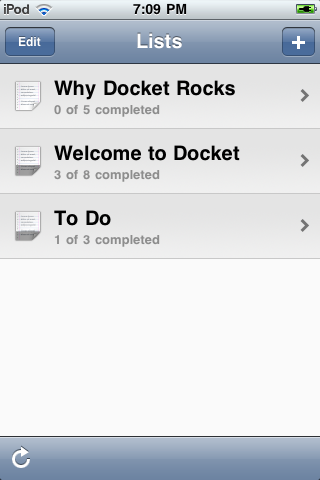 iPod 7:09 PM
Edit Lists +
Why Docket Rocks
0 of 5 completed
Welcome to Docket
3 of 8 completed
To Do
1 of 3 completed